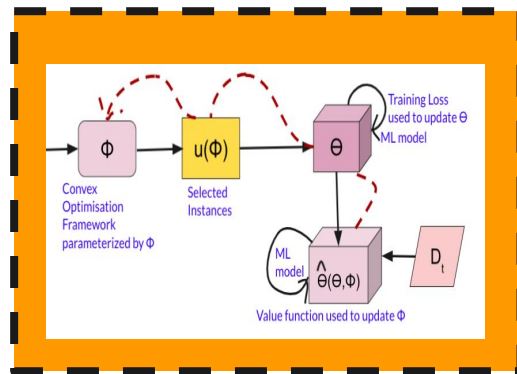 Training Loss
used to update Θ
ML model
Φ
u(Φ)
Θ
Convex
Optimisation
Framework
parameterized by Φ
Selected
Instances
ML
model
θ̂(Θ,Φ)
D_t
Value function used to update Φ